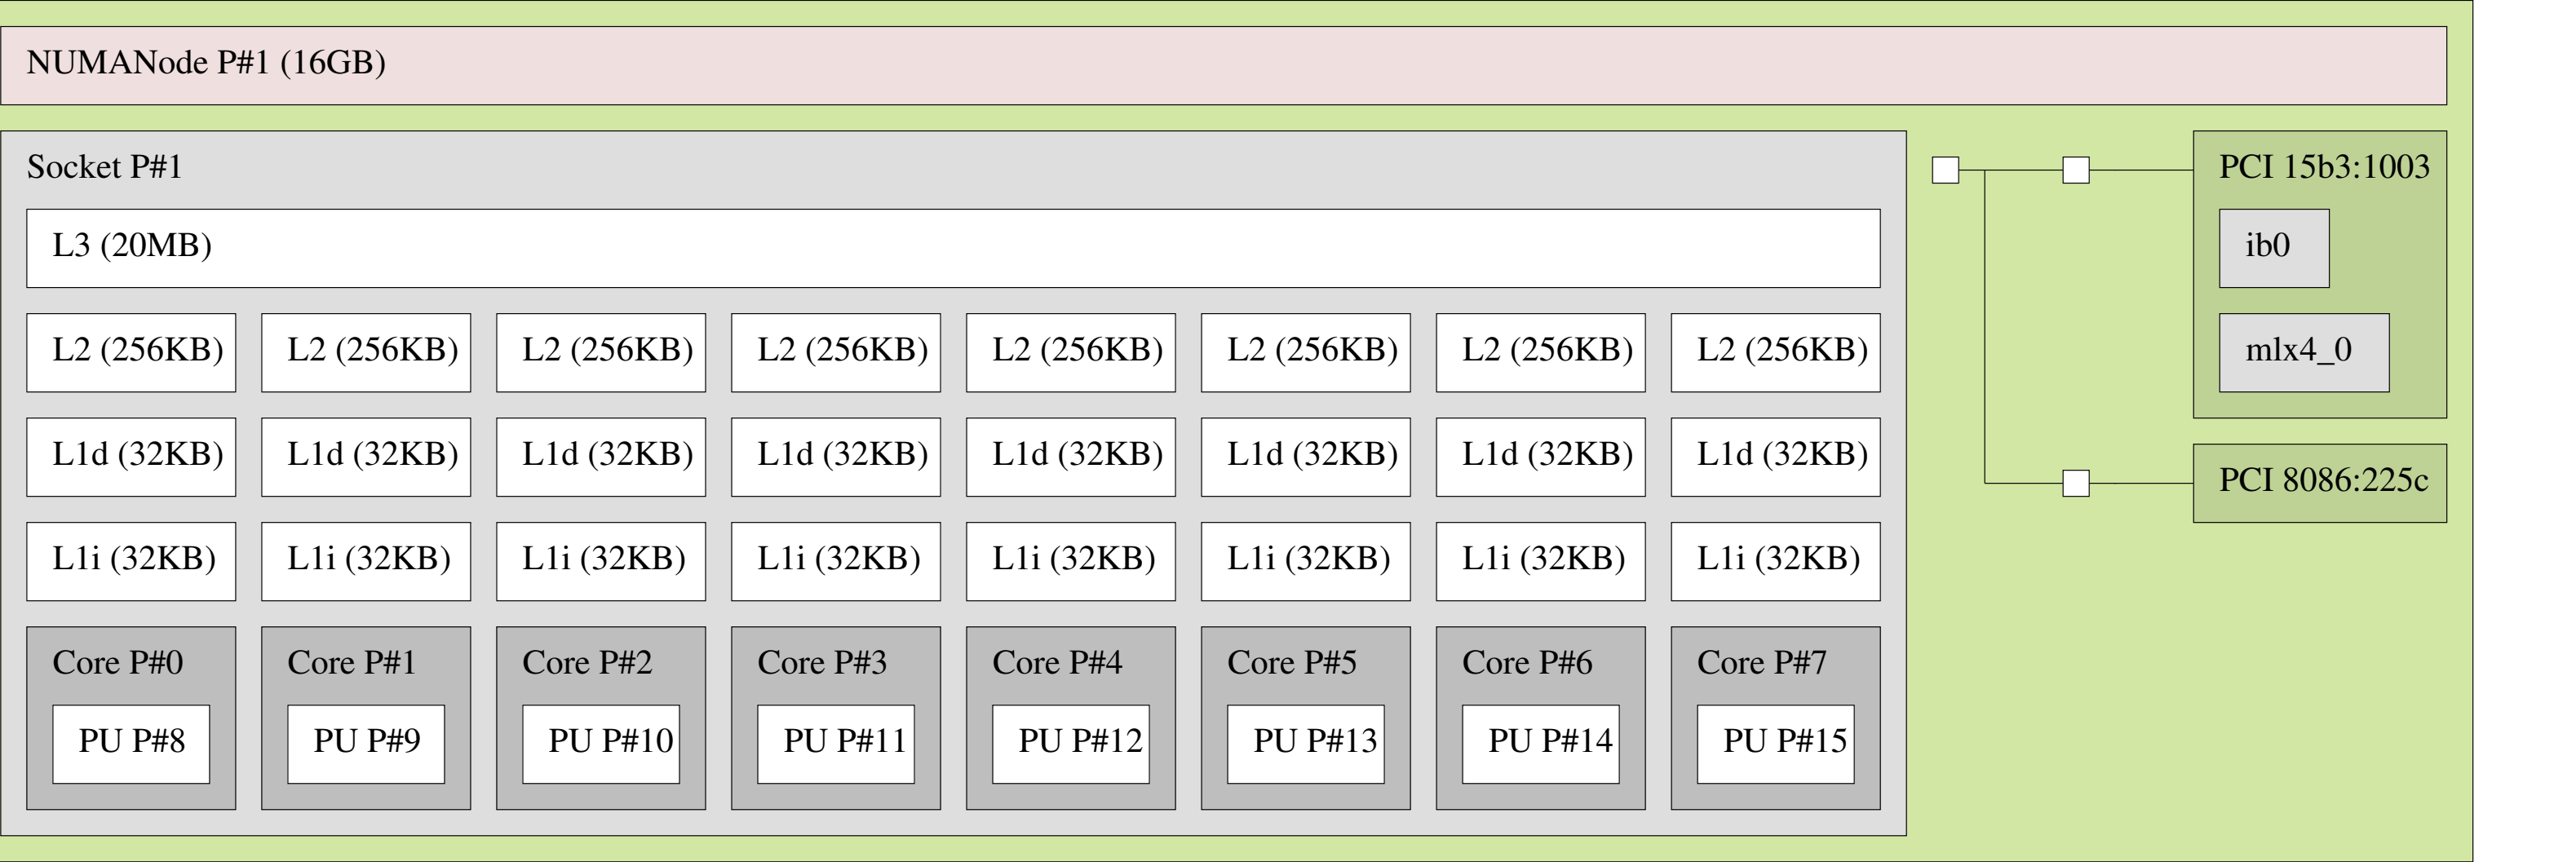 NUMANode P#1 (16GB)
Socket P#1
L3 (20MB)
L2 (256KB) L2 (256KB) L2 (256KB) L2 (256KB) L2 (256KB) L2 (256KB) L2 (256KB) L2 (256KB)
L1d (32KB) L1d (32KB) L1d (32KB) L1d (32KB) L1d (32KB) L1d (32KB) L1d (32KB) L1d (32KB)
L1i (32KB) L1i (32KB) L1i (32KB) L1i (32KB) L1i (32KB) L1i (32KB) L1i (32KB) L1i (32KB)
Core P#0 Core P#1 Core P#2 Core P#3 Core P#4 Core P#5 Core P#6 Core P#7
PU P#8 PU P#9 PU P#10 PU P#11 PU P#12 PU P#13 PU P#14 PU P#15
PCI 15b3:1003
ib0
mlx4_0
PCI 8086:225c